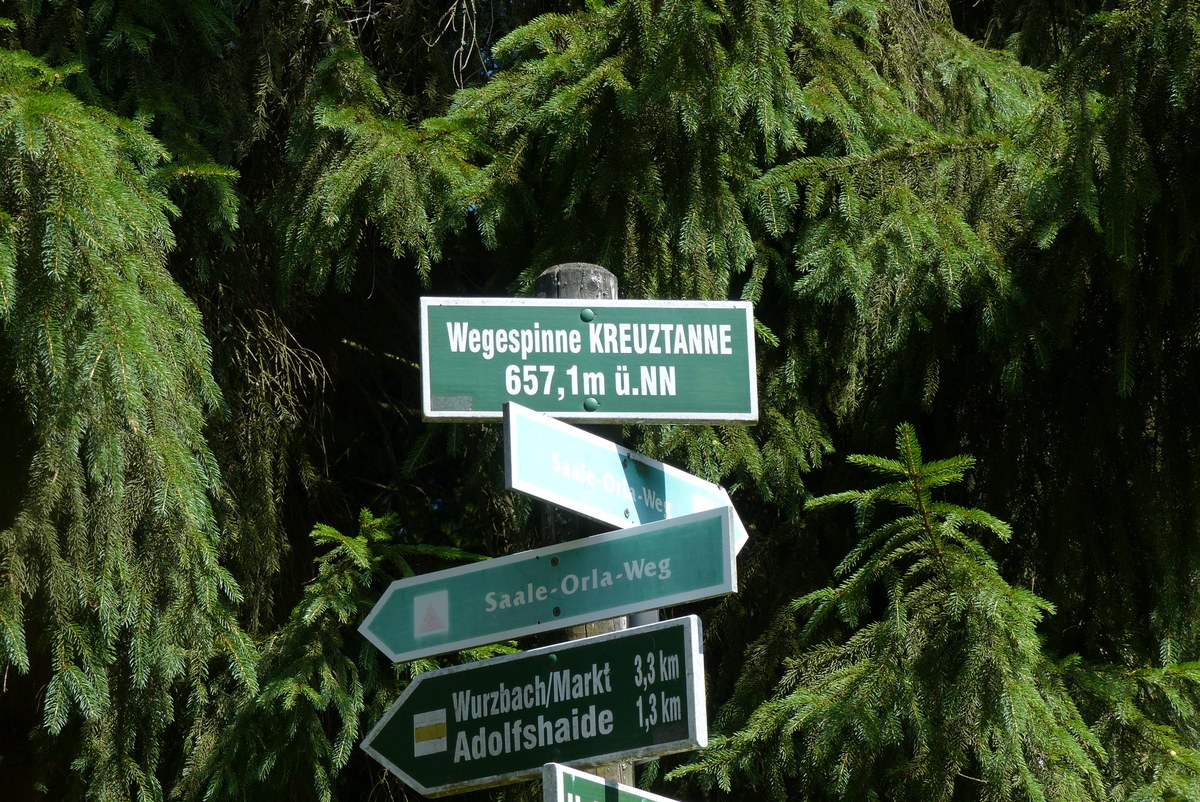 Wegespinne KREUZTANNE
657,1m ü.NN
Saale-Orla-Weg
Saale-Orla-Weg
Wurzbach/Markt 3,3 km
Adolfshaide 1,3 km